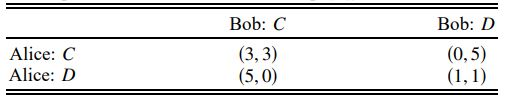 Bob: C Bob: D
Alice: C (3, 3) (0, 5)
Alice: D (5, 0) (1, 1)